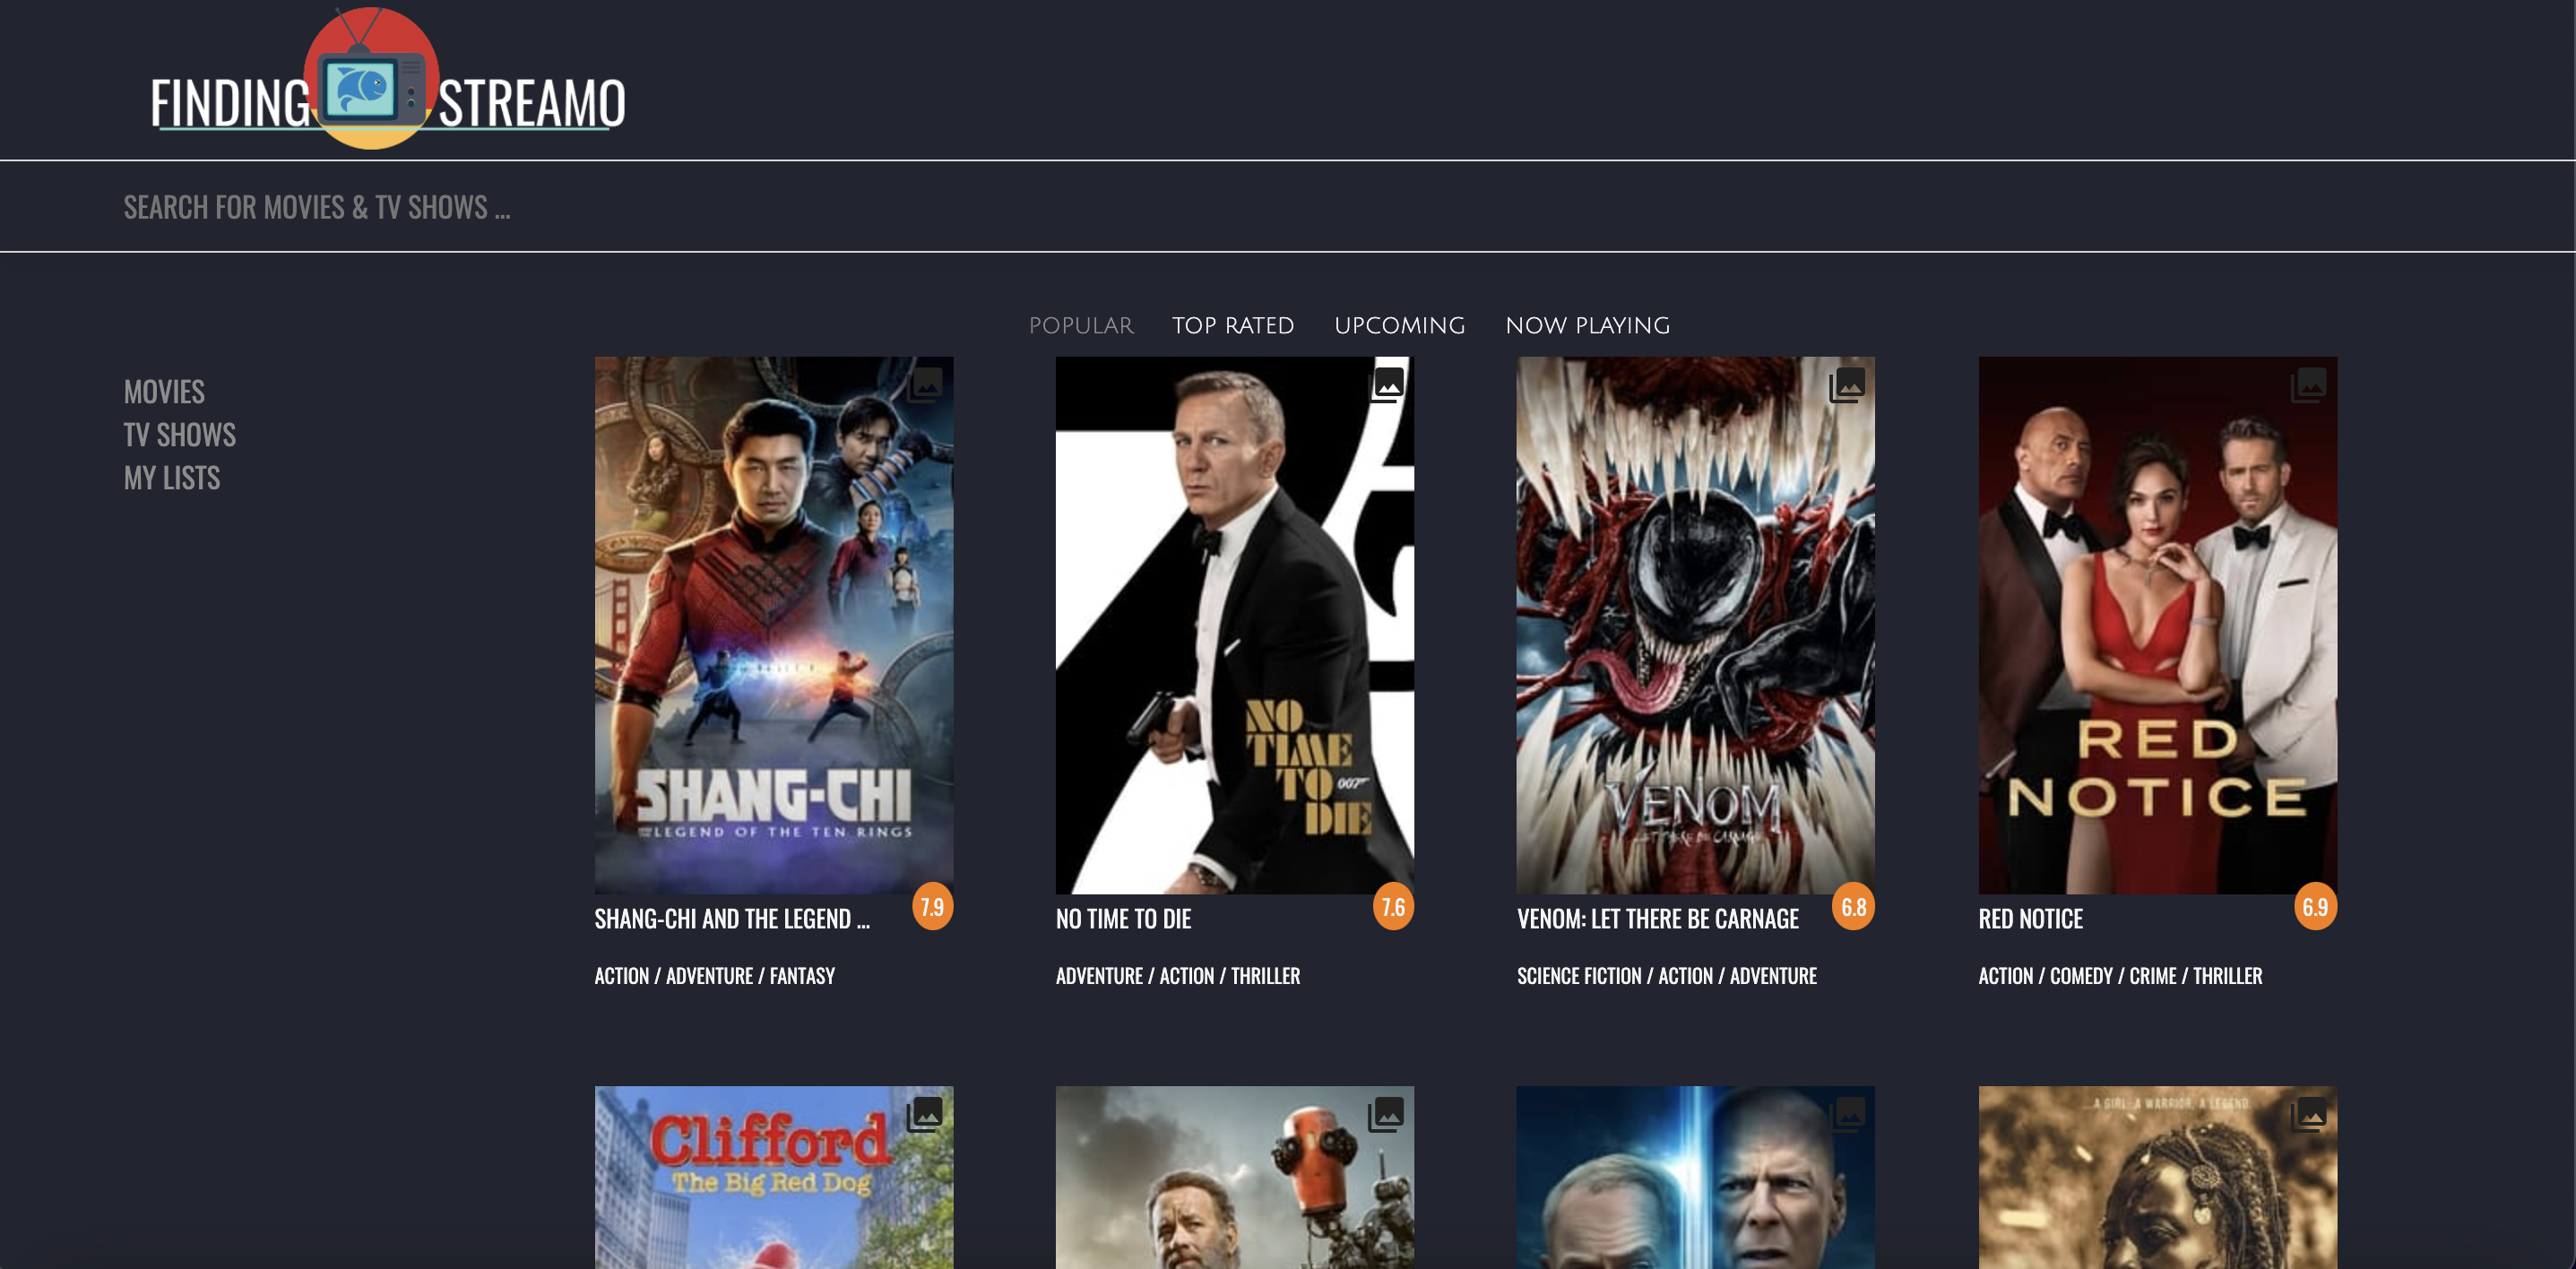 FINDING STREAMO
SEARCH FOR MOVIES & TV SHOWS ...
POPULAR TOP RATED UPCOMING NOW PLAYING
MOVIES
TV SHOWS
MY LISTS
SHANG-CHI
AND THE LEGEND OF THE TEN RINGS
NO
TIME
TO 007
DIE
VENOM
LET THERE BE CARNAGE
RED
NOTICE
7.9
SHANG-CHI AND THE LEGEND ...
ACTION / ADVENTURE / FANTASY
7.6
NO TIME TO DIE
ADVENTURE / ACTION / THRILLER
6.8
VENOM: LET THERE BE CARNAGE
SCIENCE FICTION / ACTION / ADVENTURE
6.9
RED NOTICE
ACTION / COMEDY / CRIME / THRILLER
Clifford
The Big Red Dog
A GIRL. A WARRIOR. A LEGEND.